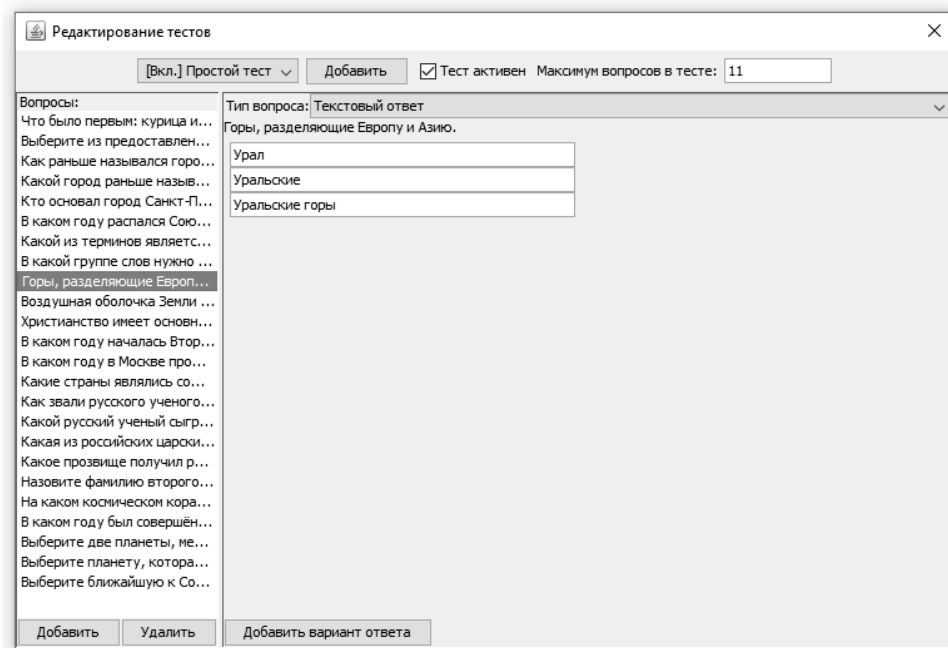 Редактирование тестов
[Вкл.] Простой тест Добавить Тест активен Максимум вопросов в тесте: 11
Вопросы:
Что было первым: курица и...
Выберите из предоставлен...
Как раньше назывался горо...
Какой город раньше назыв...
Кто основал город Санкт-П...
В каком году распался Сою...
Какой из терминов являетс...
В какой группе слов нужно ...
Горы, разделяющие Европ...
Воздушная оболочка Земли ...
Христианство имеет основн...
В каком году началась Втор...
В каком году в Москве про...
Какие страны являлись со...
Как звали русского ученого...
Какой русский ученый сыгр...
Какая из российских царски...
Какое прозвище получил р...
Назовите фамилию второго...
На каком космическом кора...
В каком году был совершён...
Выберите две планеты, ме...
Выберите планету, котора...
Выберите ближайшую к Со...
Добавить Удалить
Тип вопроса: Текстовый ответ
Горы, разделяющие Европу и Азию.
Урал
Уральские
Уральские горы
Добавить вариант ответа